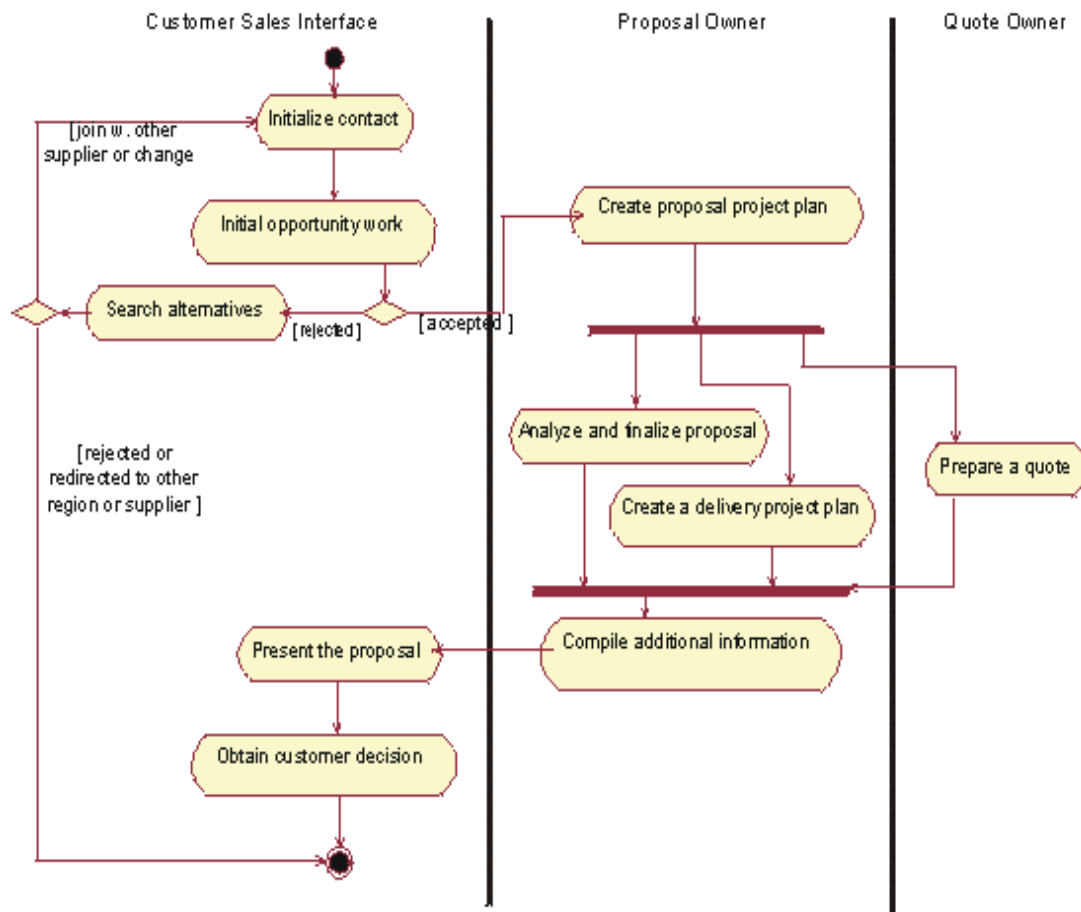 Customer Sales Interface
Proposal Owner
Quote Owner
Initialize contact
[join w. other
supplier or change
Create proposal project plan
Initial opportunity work
Search alternatives
[rejected]
[accepted ]
Analyze and finalize proposal
[rejected or
redirected to other
region or supplier ]
Prepare a quote
Create a delivery project plan
Present the proposal
Compile additional information
Obtain customer decision